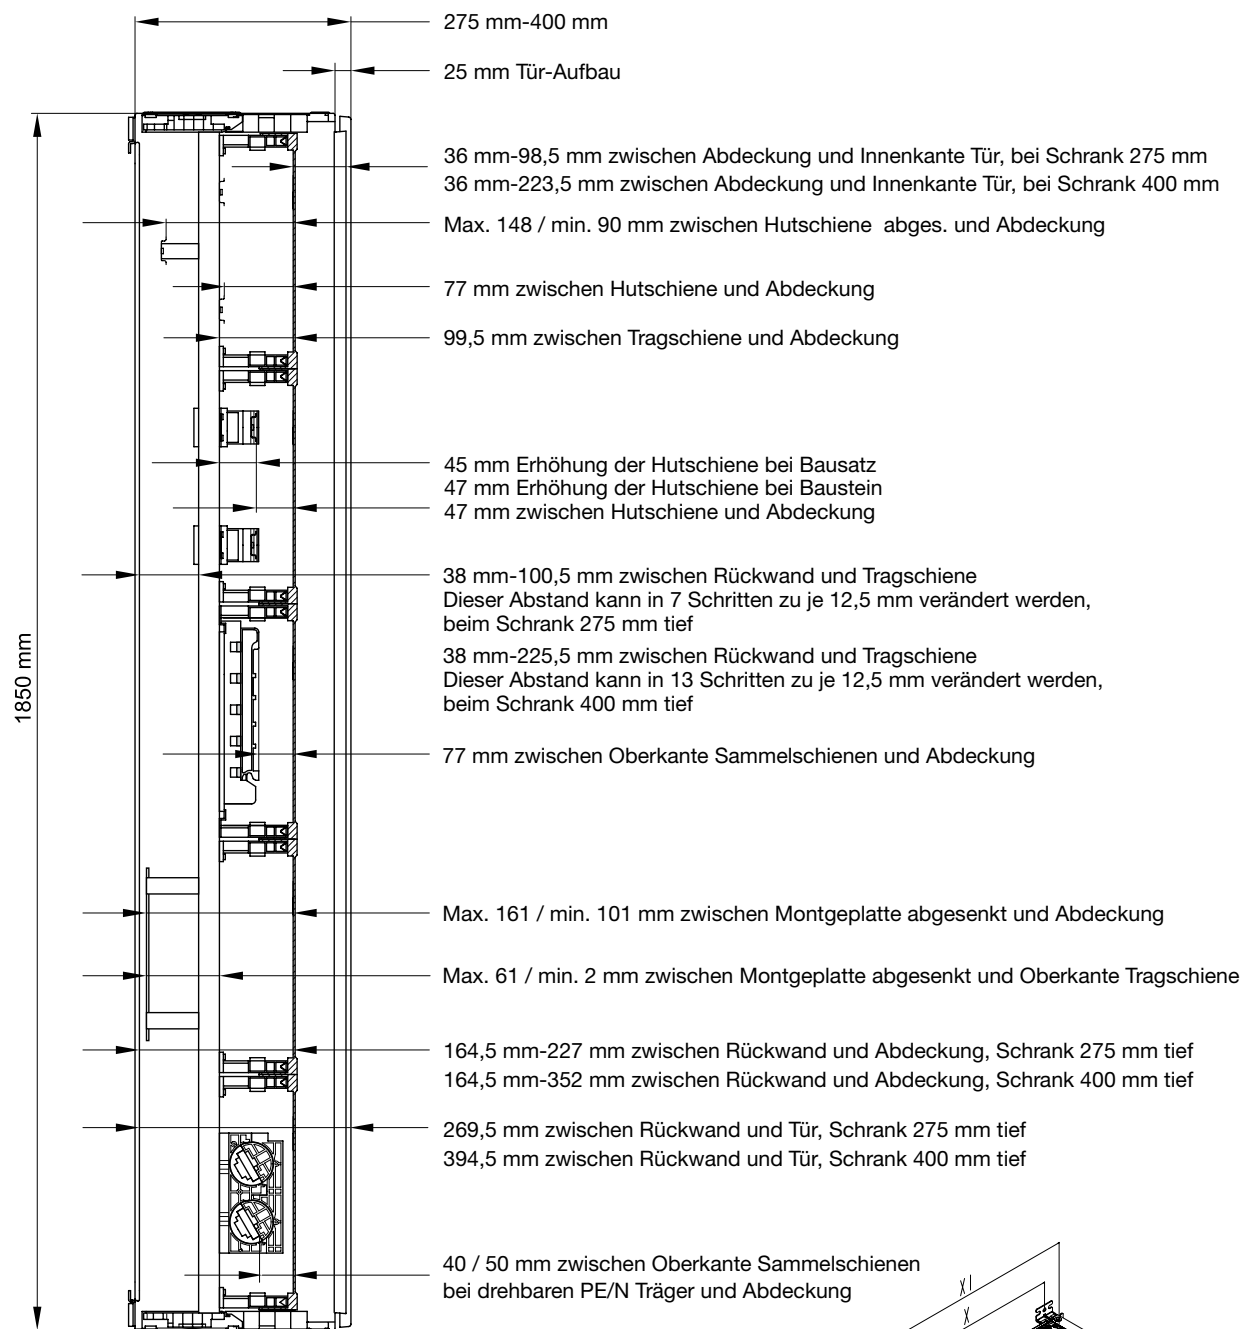 275 mm-400 mm
25 mm Tür-Aufbau
36 mm-98,5 mm zwischen Abdeckung und Innenkante Tür, bei Schrank 275 mm
36 mm-223,5 mm zwischen Abdeckung und Innenkante Tür, bei Schrank 400 mm
Max. 148 / min. 90 mm zwischen Hutschiene abges. und Abdeckung
77 mm zwischen Hutschiene und Abdeckung
99,5 mm zwischen Tragschiene und Abdeckung
45 mm Erhöhung der Hutschiene bei Bausatz
47 mm Erhöhung der Hutschiene bei Baustein
47 mm zwischen Hutschiene und Abdeckung
38 mm-100,5 mm zwischen Rückwand und Tragschiene
Dieser Abstand kann in 7 Schritten zu je 12,5 mm verändert werden,
beim Schrank 275 mm tief
38 mm-225,5 mm zwischen Rückwand und Tragschiene
Dieser Abstand kann in 13 Schritten zu je 12,5 mm verändert werden,
beim Schrank 400 mm tief
1850 mm
77 mm zwischen Oberkante Sammelschienen und Abdeckung
Max. 161 / min. 101 mm zwischen Montgeplatte abgesenkt und Abdeckung
Max. 61 / min. 2 mm zwischen Montgeplatte abgesenkt und Oberkante Tragschiene
164,5 mm-227 mm zwischen Rückwand und Abdeckung, Schrank 275 mm tief
164,5 mm-352 mm zwischen Rückwand und Abdeckung, Schrank 400 mm tief
269,5 mm zwischen Rückwand und Tür, Schrank 275 mm tief
394,5 mm zwischen Rückwand und Tür, Schrank 400 mm tief
40 / 50 mm zwischen Oberkante Sammelschienen
bei drehbaren PE/N Träger und Abdeckung
X1
X